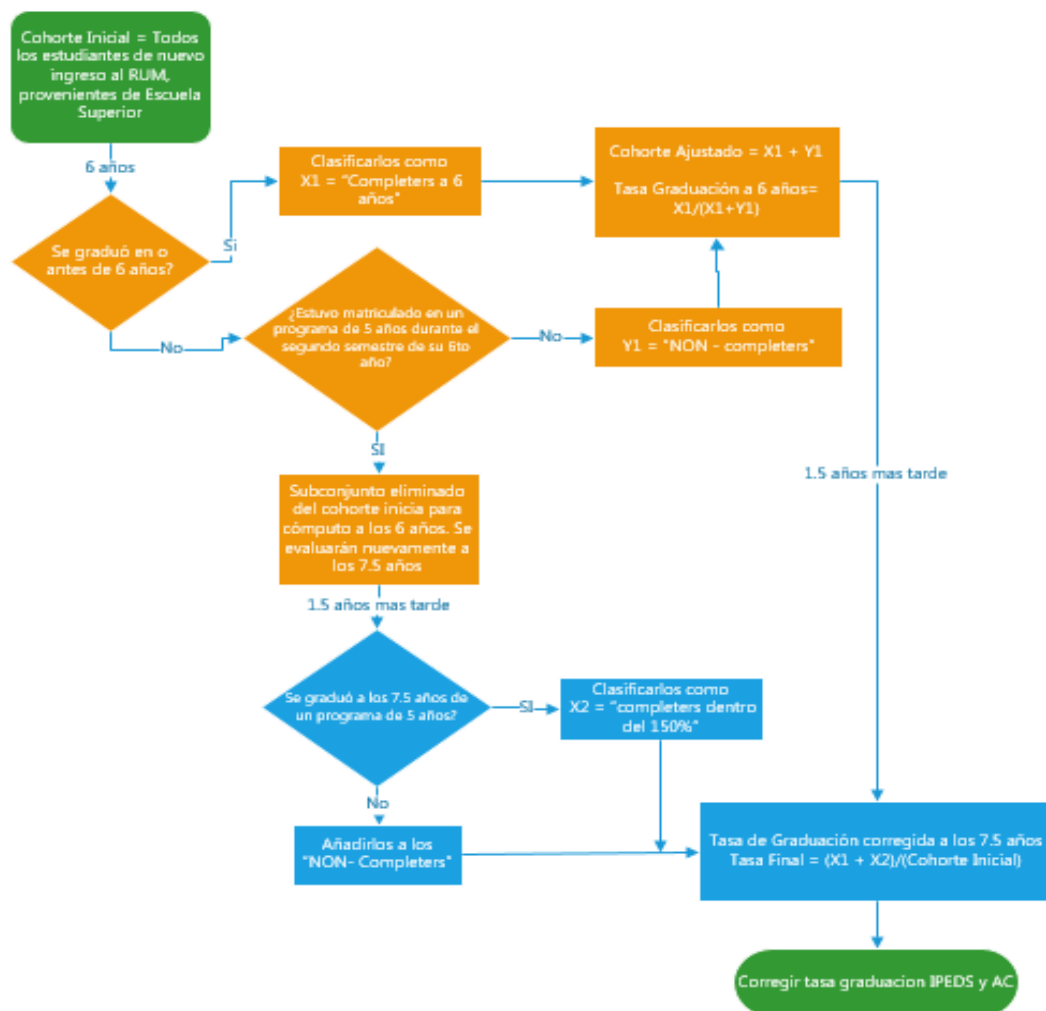 Cohorte Inicial = Todos
los estudiantes de nuevo
ingreso al RUM,
provenientes de Escuela
Superior
6 años
Se graduó en o
antes de 6 años?
Si
Clasificarlos como
X1 = "Completers a 6
años"
Cohorte Ajustado = X1 + Y1
Tasa Graduación a 6 años=
X1/(X1+Y1)
No
¿Estuvo matriculado en un
programa de 5 años durante el
segundo semestre de su 6to
año?
No
Clasificarlos como
Y1 = "NON - completers"
SI
Subconjunto eliminado
del cohorte inicia para
cómputo a los 6 años. Se
evaluarán nuevamente a
los 7.5 años
1.5 años mas tarde
1.5 años mas tarde
Se graduó a los 7.5 años de
un programa de 5 años?
SI
Clasificarlos como
X2 = "completers dentro
del 150%"
No
Añadirlos a los
"NON- Completers"
Tasa de Graduación corregida a los 7.5 años
Tasa Final = (X1 + X2)/(Cohorte Inicial)
Corregir tasa graduacion IPEDS y AC